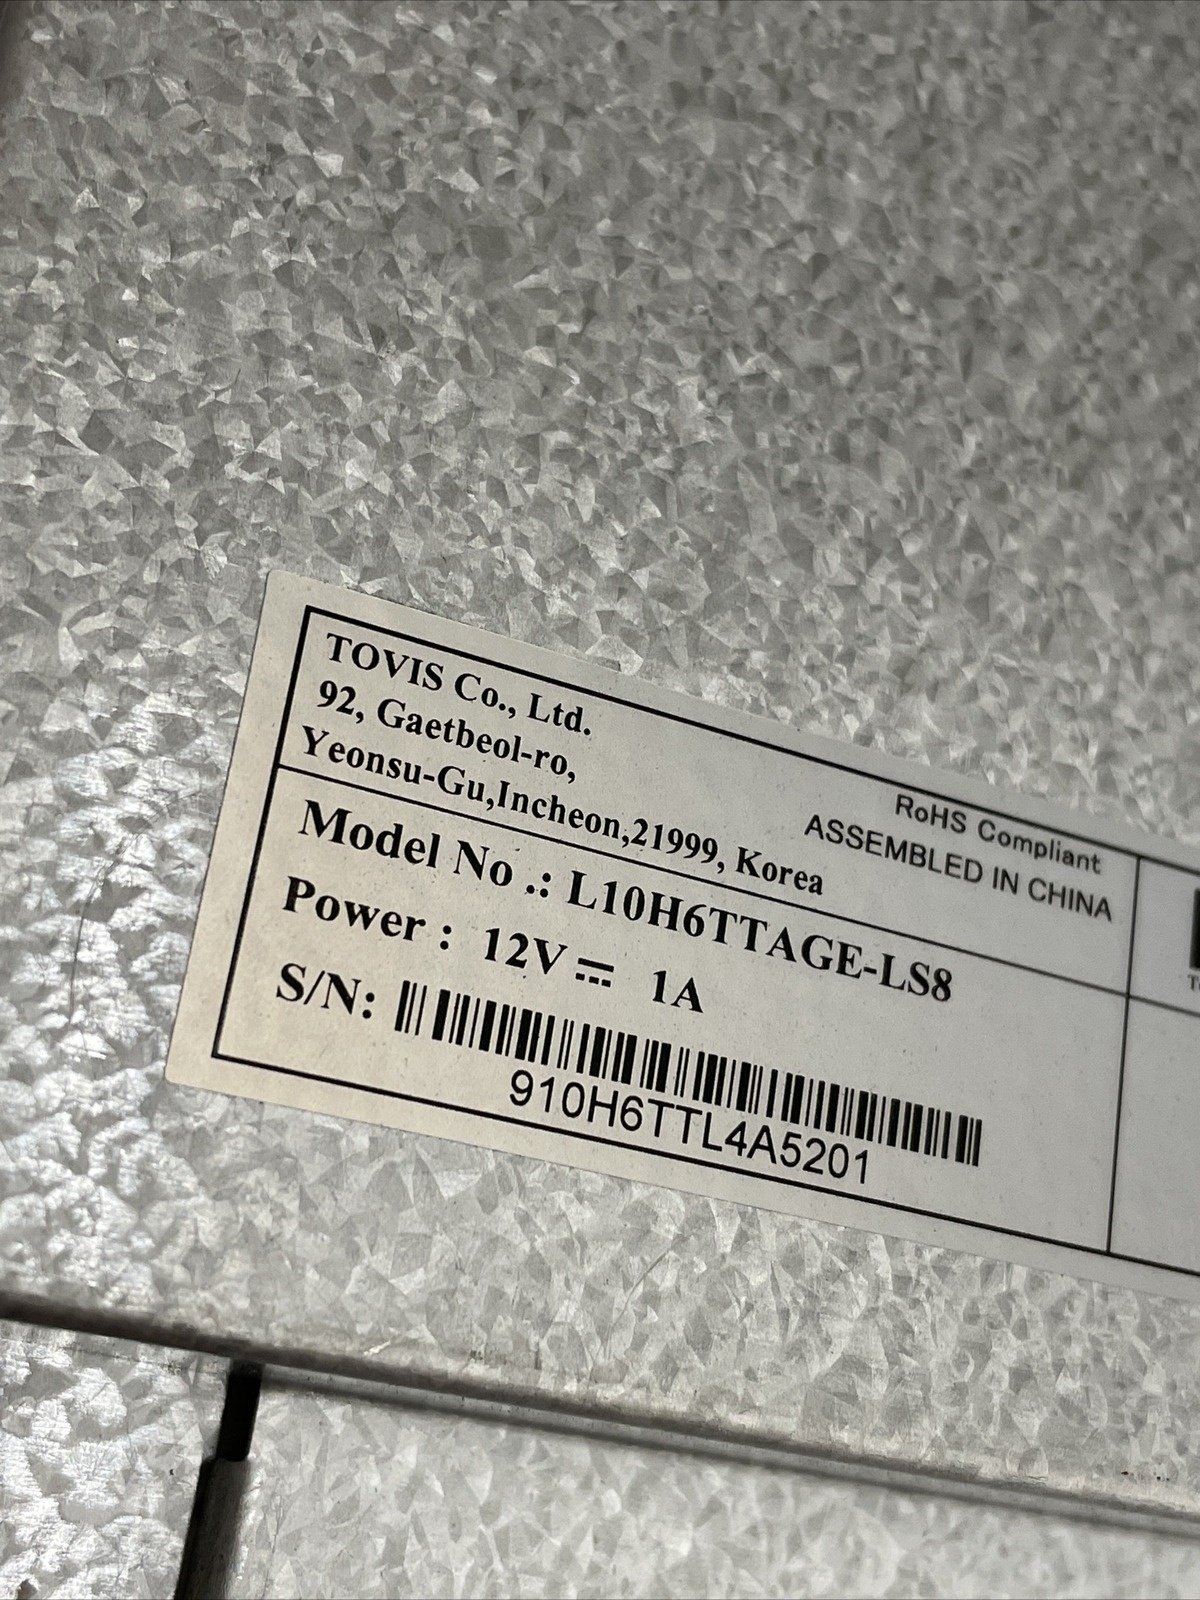 TOVIS Co., Ltd.
92, Gaetbeol-ro,
Yeonsu-Gu,Incheon,21999, Korea
RoHS Compliant
ASSEMBLED IN CHINA
Model No .: L10H6TTAGE-LS8
Power : 12V ⎓ 1A
S/N:
910H6TTL4A5201